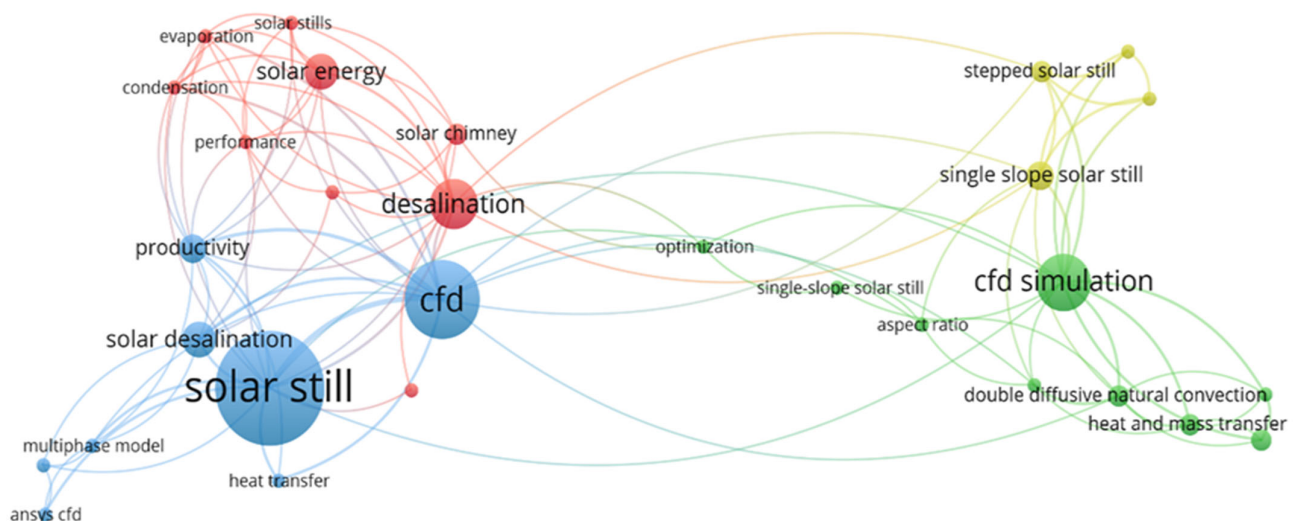 solar stills
evaporation
solar energy
condensation
solar chimney
performance
desalination
productivity
cfd
solar desalination
solar still
multiphase model
heat transfer
ansys cfd
stepped solar still
single slope solar still
optimization
cfd simulation
single-slope solar still
aspect ratio
double diffusive natural convection
heat and mass transfer